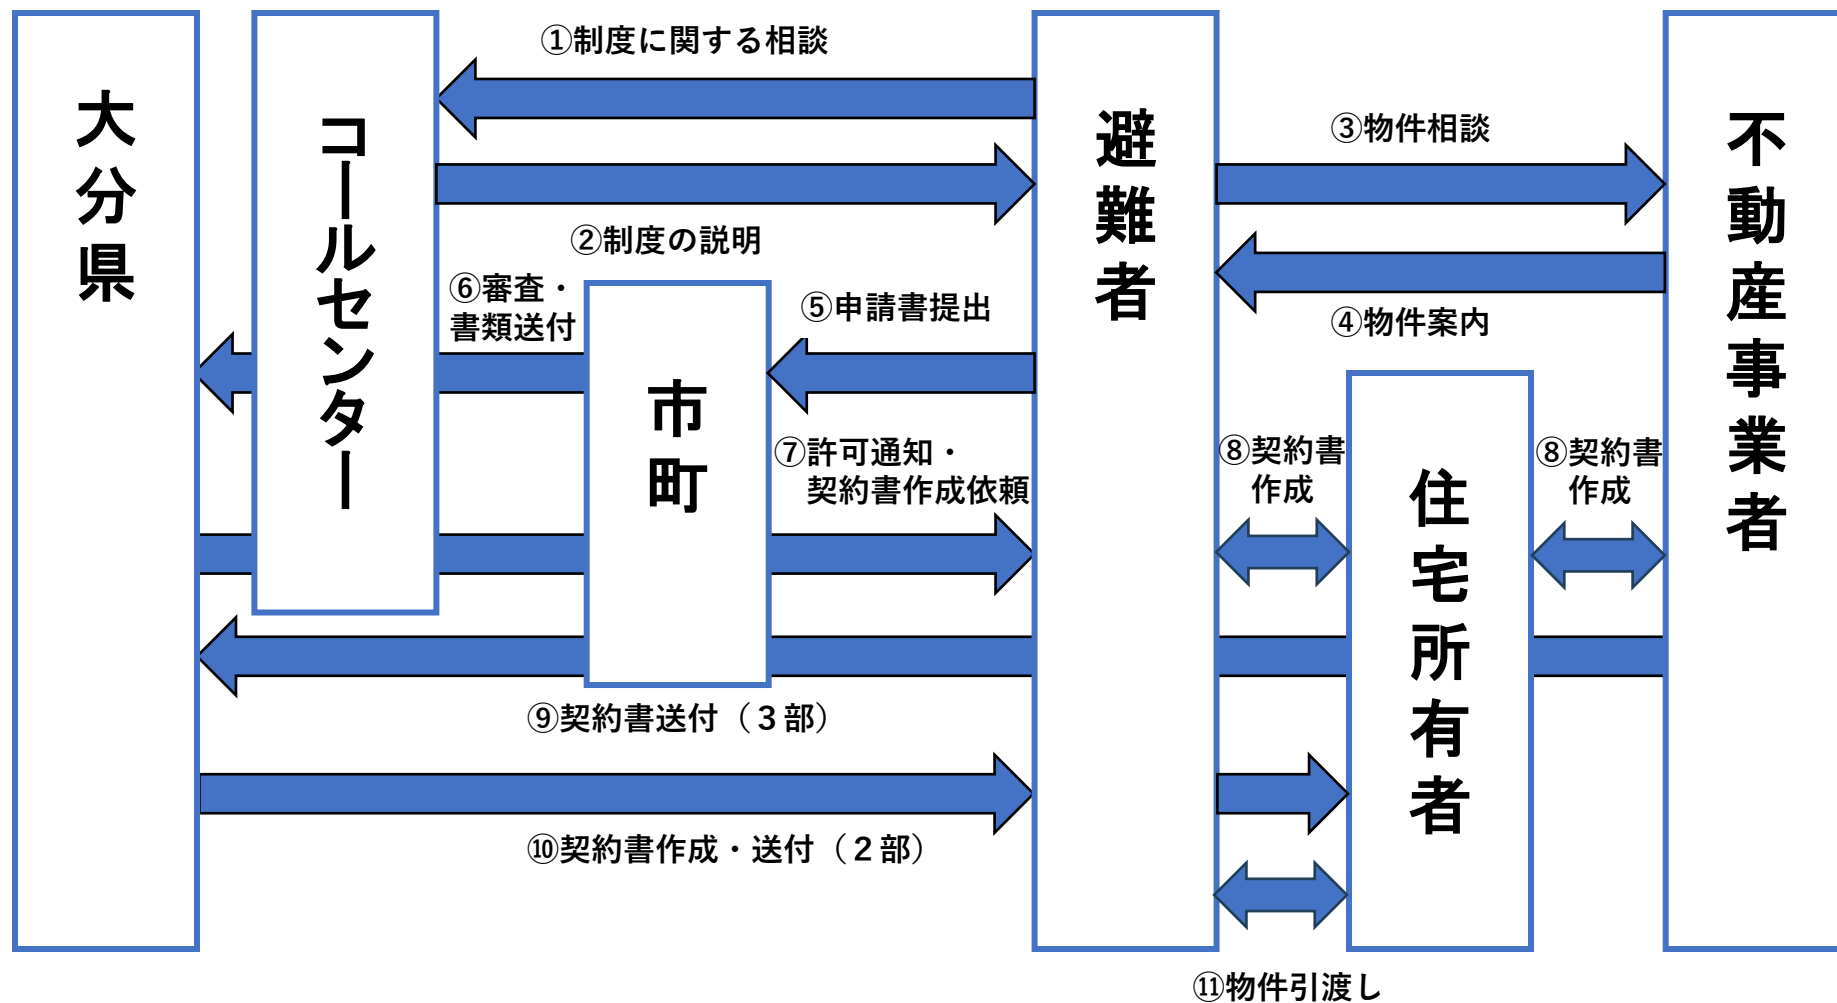 大分県
コールセンター
避難者
不動産事業者
市町
住宅所有者
①制度に関する相談
②制度の説明
③物件相談
④物件案内
⑤申請書提出
⑥審査・
書類送付
⑦許可通知・
契約書作成依頼
⑧契約書
作成
⑧契約書
作成
⑨契約書送付（３部）
⑩契約書作成・送付（２部）
⑪物件引渡し